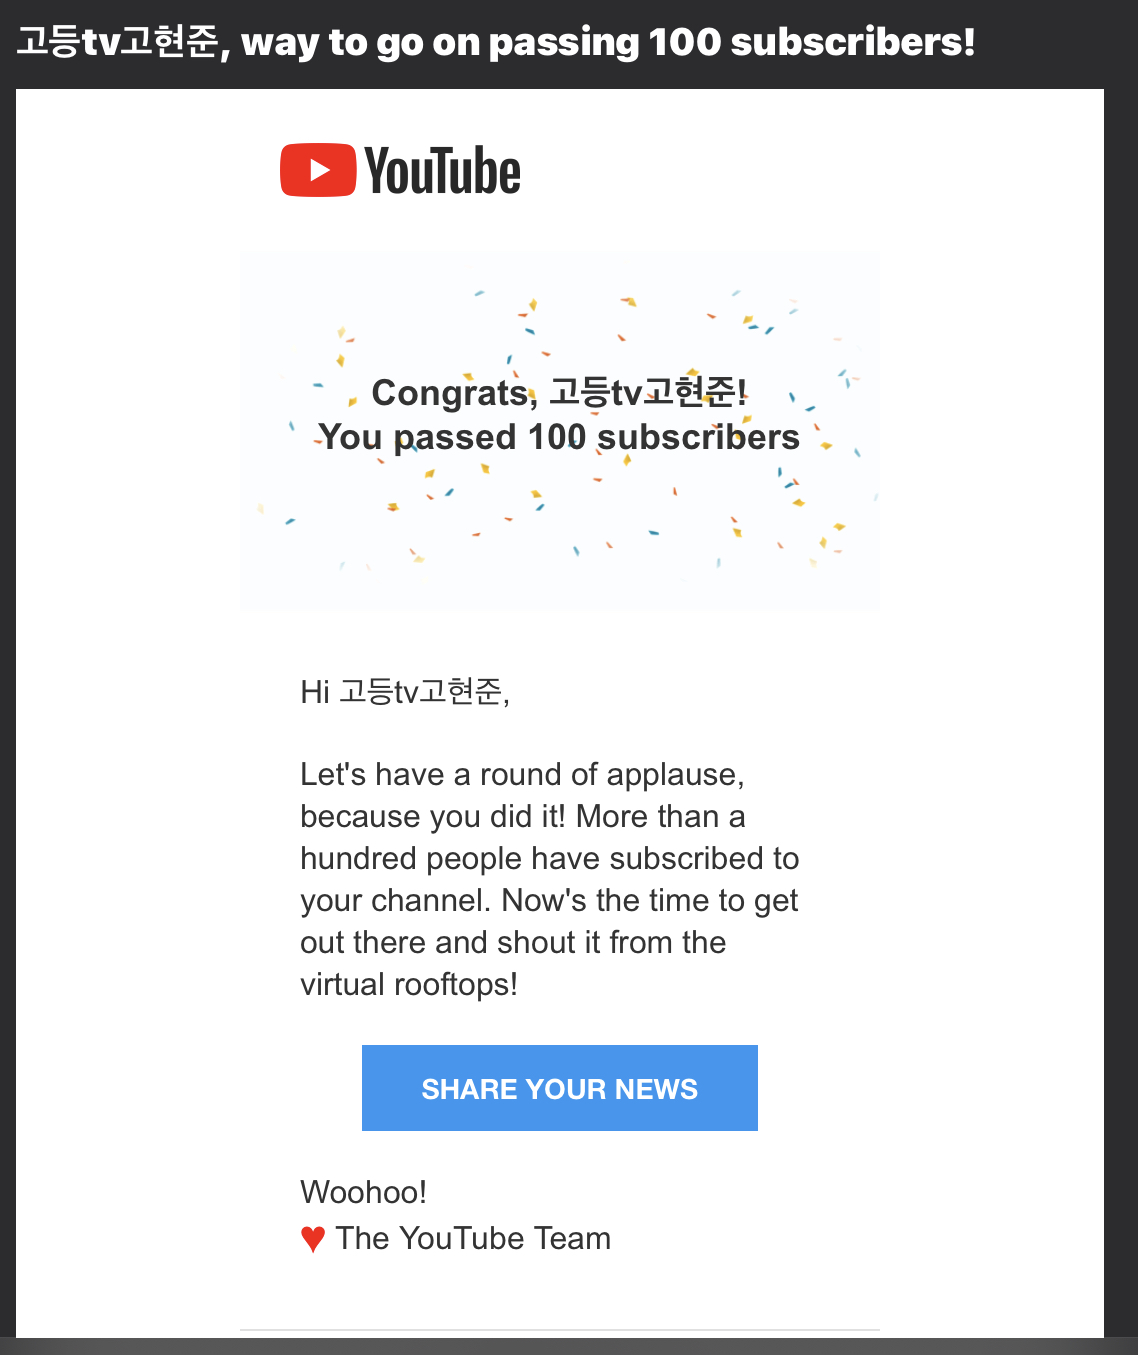 고등tv고현준, way to go on passing 100 subscribers!
YouTube
Congrats, 고등tv고현준!
You passed 100 subscribers
Hi 고등tv고현준,
Let's have a round of applause,
because you did it! More than a
hundred people have subscribed to
your channel. Now's the time to get
out there and shout it from the
virtual rooftops!
SHARE YOUR NEWS
Woohoo!
♥ The YouTube Team